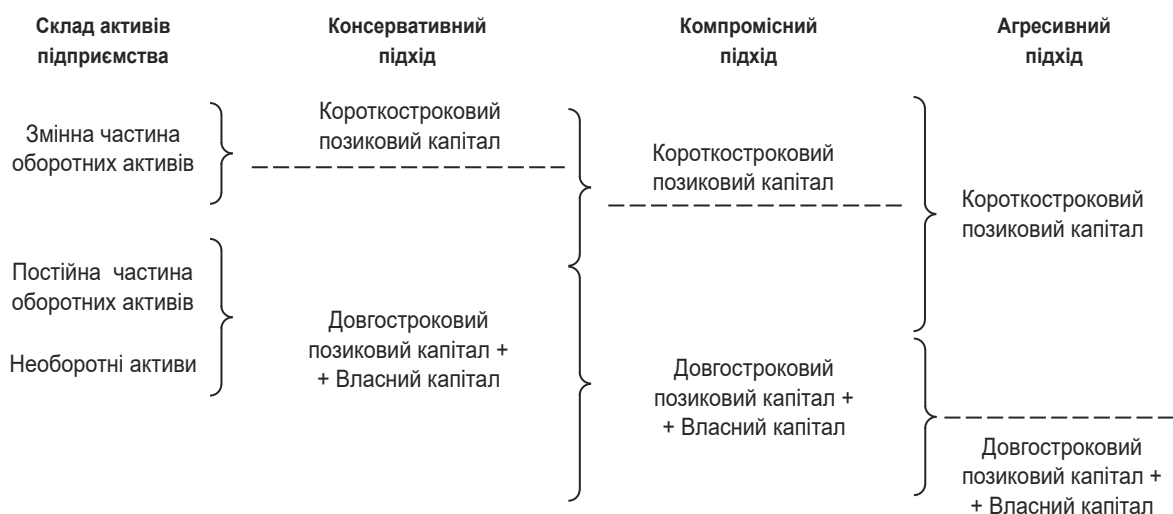 Склад активів
підприємства
Консервативний
підхід
Компромісний
підхід
Агресивний
підхід
Змінна частина
оборотних активів
Постійна частина
оборотних активів
Необоротні активи
Короткостроковий
позиковий капітал
Довгостроковий
позиковий капітал +
+ Власний капітал
Короткостроковий
позиковий капітал
Довгостроковий
позиковий капітал +
+ Власний капітал
Короткостроковий
позиковий капітал
Довгостроковий
позиковий капітал +
+ Власний капітал